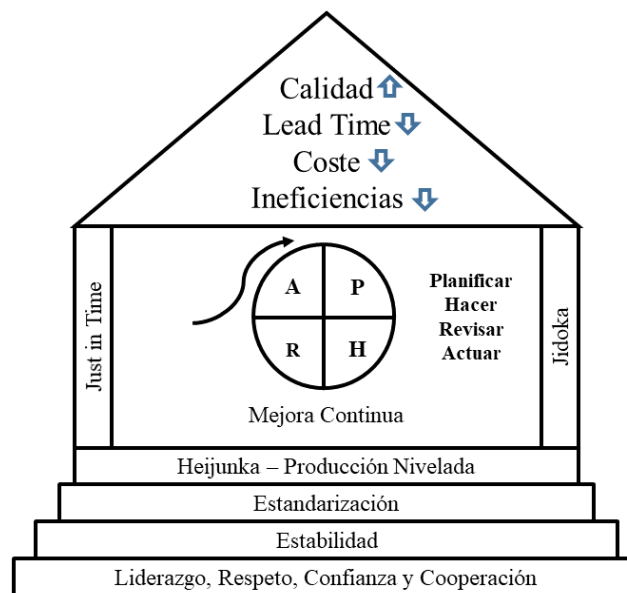 Calidad
Lead Time
Coste
Ineficiencias
Just in Time
A
P
R
H
Planificar
Hacer
Revisar
Actuar
Jidoka
Mejora Continua
Heijunka – Producción Nivelada
Estandarización
Estabilidad
Liderazgo, Respeto, Confianza y Cooperación